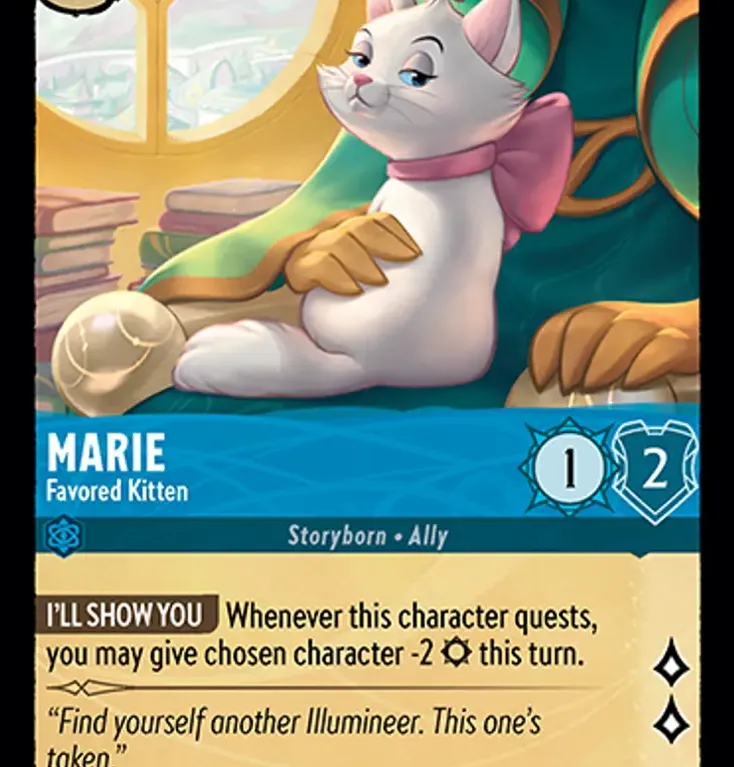 MARIE
Favored Kitten
1
2
Storyborn • Ally
I'LL SHOW YOU Whenever this character quests,
you may give chosen character -2 this turn.
“Find yourself another Illumineer. This one's
taken.”